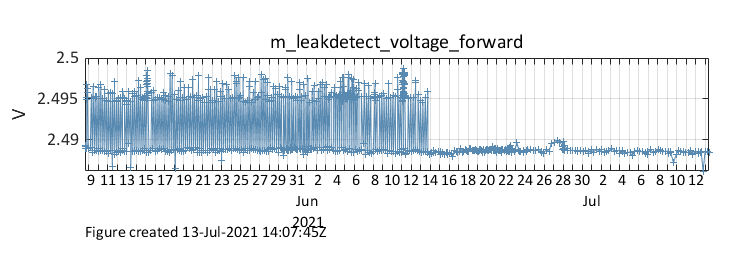 m_leakdetect_voltage_forward
2.5
2.495
2.49
V
9 11 13 15 17 19 21 23 25 27 29 31 2 4 6 8 10 12 14 16 18 20 22 24 26 28 30 2 4 6 8 10 12
Jun Jul
2021
Figure created 13-Jul-2021 14:07:45Z